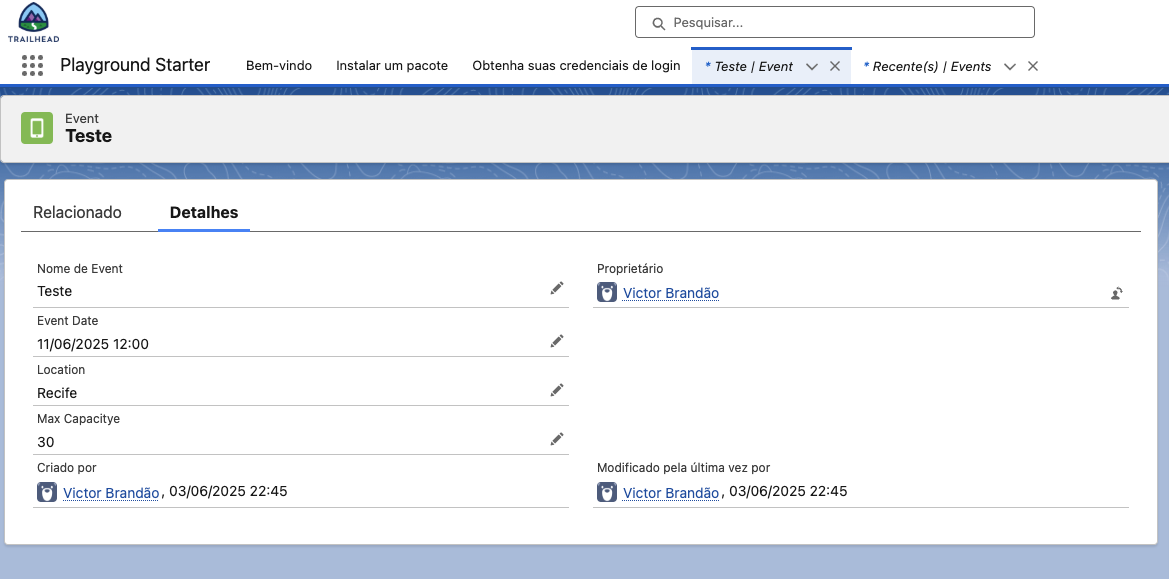 TRAILHEAD
Pesquisar...
Playground Starter
Bem-vindo
Instalar um pacote
Obtenha suas credenciais de login
* Teste | Event
* Recente(s) | Events
Event
Teste
Relacionado
Detalhes
Nome de Event
Teste
Proprietário
Victor Brandão
Event Date
11/06/2025 12:00
Location
Recife
Max Capacitye
30
Criado por
Victor Brandão, 03/06/2025 22:45
Modificado pela última vez por
Victor Brandão, 03/06/2025 22:45